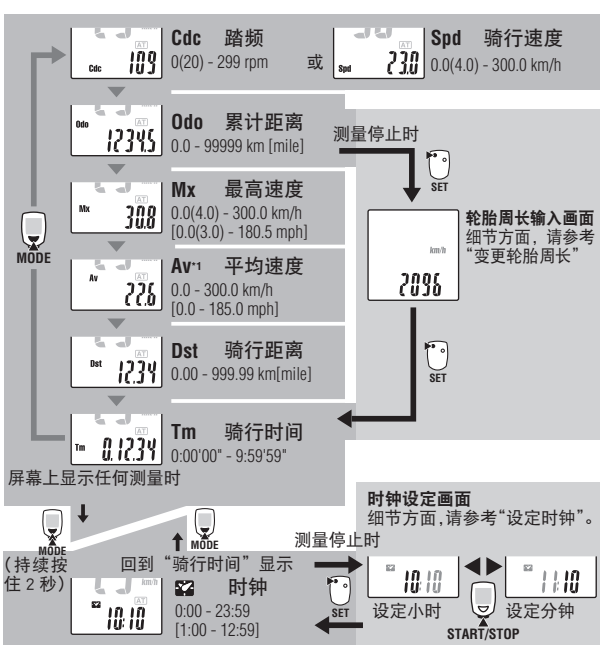 AT
Cdc 109
Cdc 踏频
0(20) - 299 rpm
或
AT
Spd 23.0
Spd 骑行速度
0.0(4.0) - 300.0 km/h
AT
Odo 12345
Odo 累计距离
0.0 - 99999 km [mile]
测量停止时
SET
AT
Mx 30.8
Mx 最高速度
0.0(4.0) - 300.0 km/h
[0.0(3.0) - 180.5 mph]
MODE
km/h
2096
轮胎周长输入画面
细节方面，请参考
“变更轮胎周长”
AT
Av 22.6
Av*1 平均速度
0.0 - 300.0 km/h
[0.0 - 185.0 mph]
SET
AT
Dst 12.34
Dst 骑行距离
0.00 - 999.99 km[mile]
AT
Tm 0.12.34
Tm 骑行时间
0:00'00" - 9:59'59"
屏幕上显示任何测量时
MODE
(持续按
住 2 秒)
MODE
回到“骑行时间”显示
km/h
10:10
时钟
0:00 - 23:59
[1:00 - 12:59]
测量停止时
SET
时钟设定画面
细节方面,请参考“设定时钟”。
10:10
设定小时
11:10
设定分钟
START/STOP